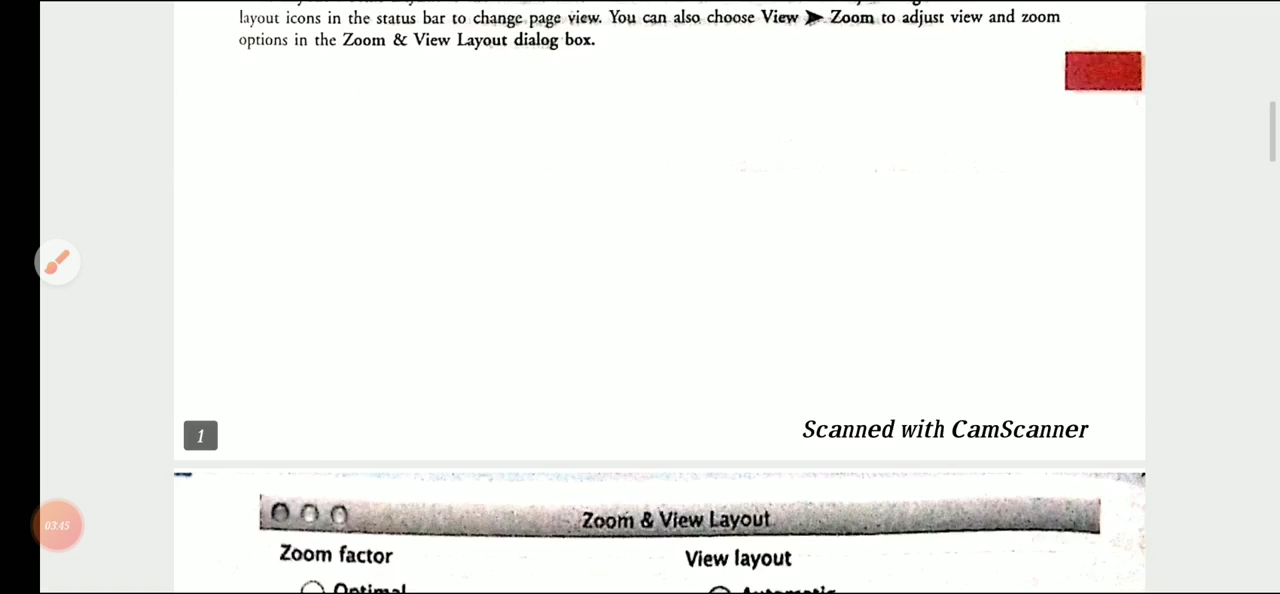 layout icons in the status bar to change page view. You can also choose View ➤ Zoom to adjust view and zoom
options in the Zoom & View Layout dialog box.
1
Scanned with CamScanner
Zoom & View Layout
Zoom factor
View layout
Optimal
Automatic
03:45